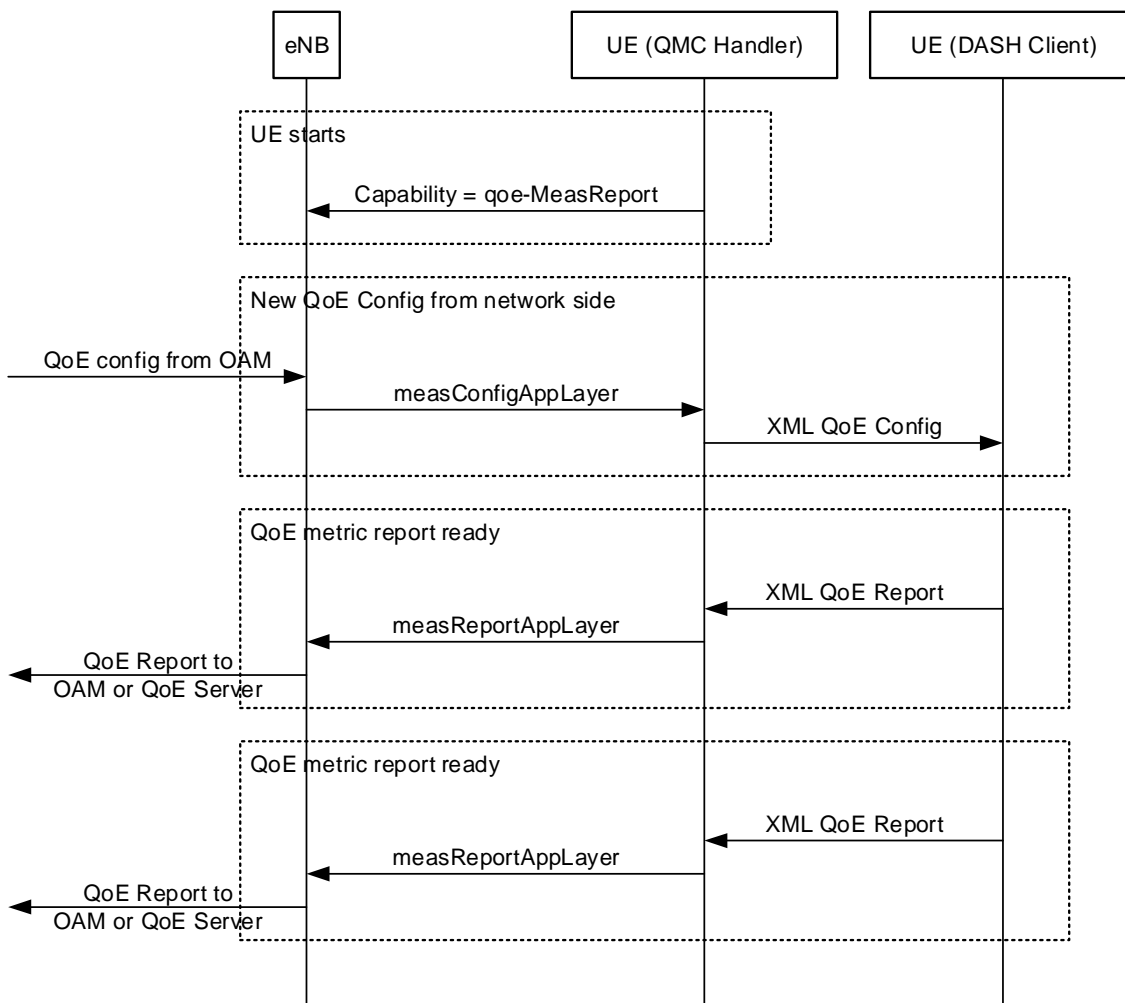 eNB
UE (QMC Handler)
UE (DASH Client)
UE starts
Capability = qoe-MeasReport
New QoE Config from network side
QoE config from OAM
measConfigAppLayer
XML QoE Config
QoE metric report ready
XML QoE Report
measReportAppLayer
QoE Report to
OAM or QoE Server
QoE metric report ready
XML QoE Report
measReportAppLayer
QoE Report to
OAM or QoE Server